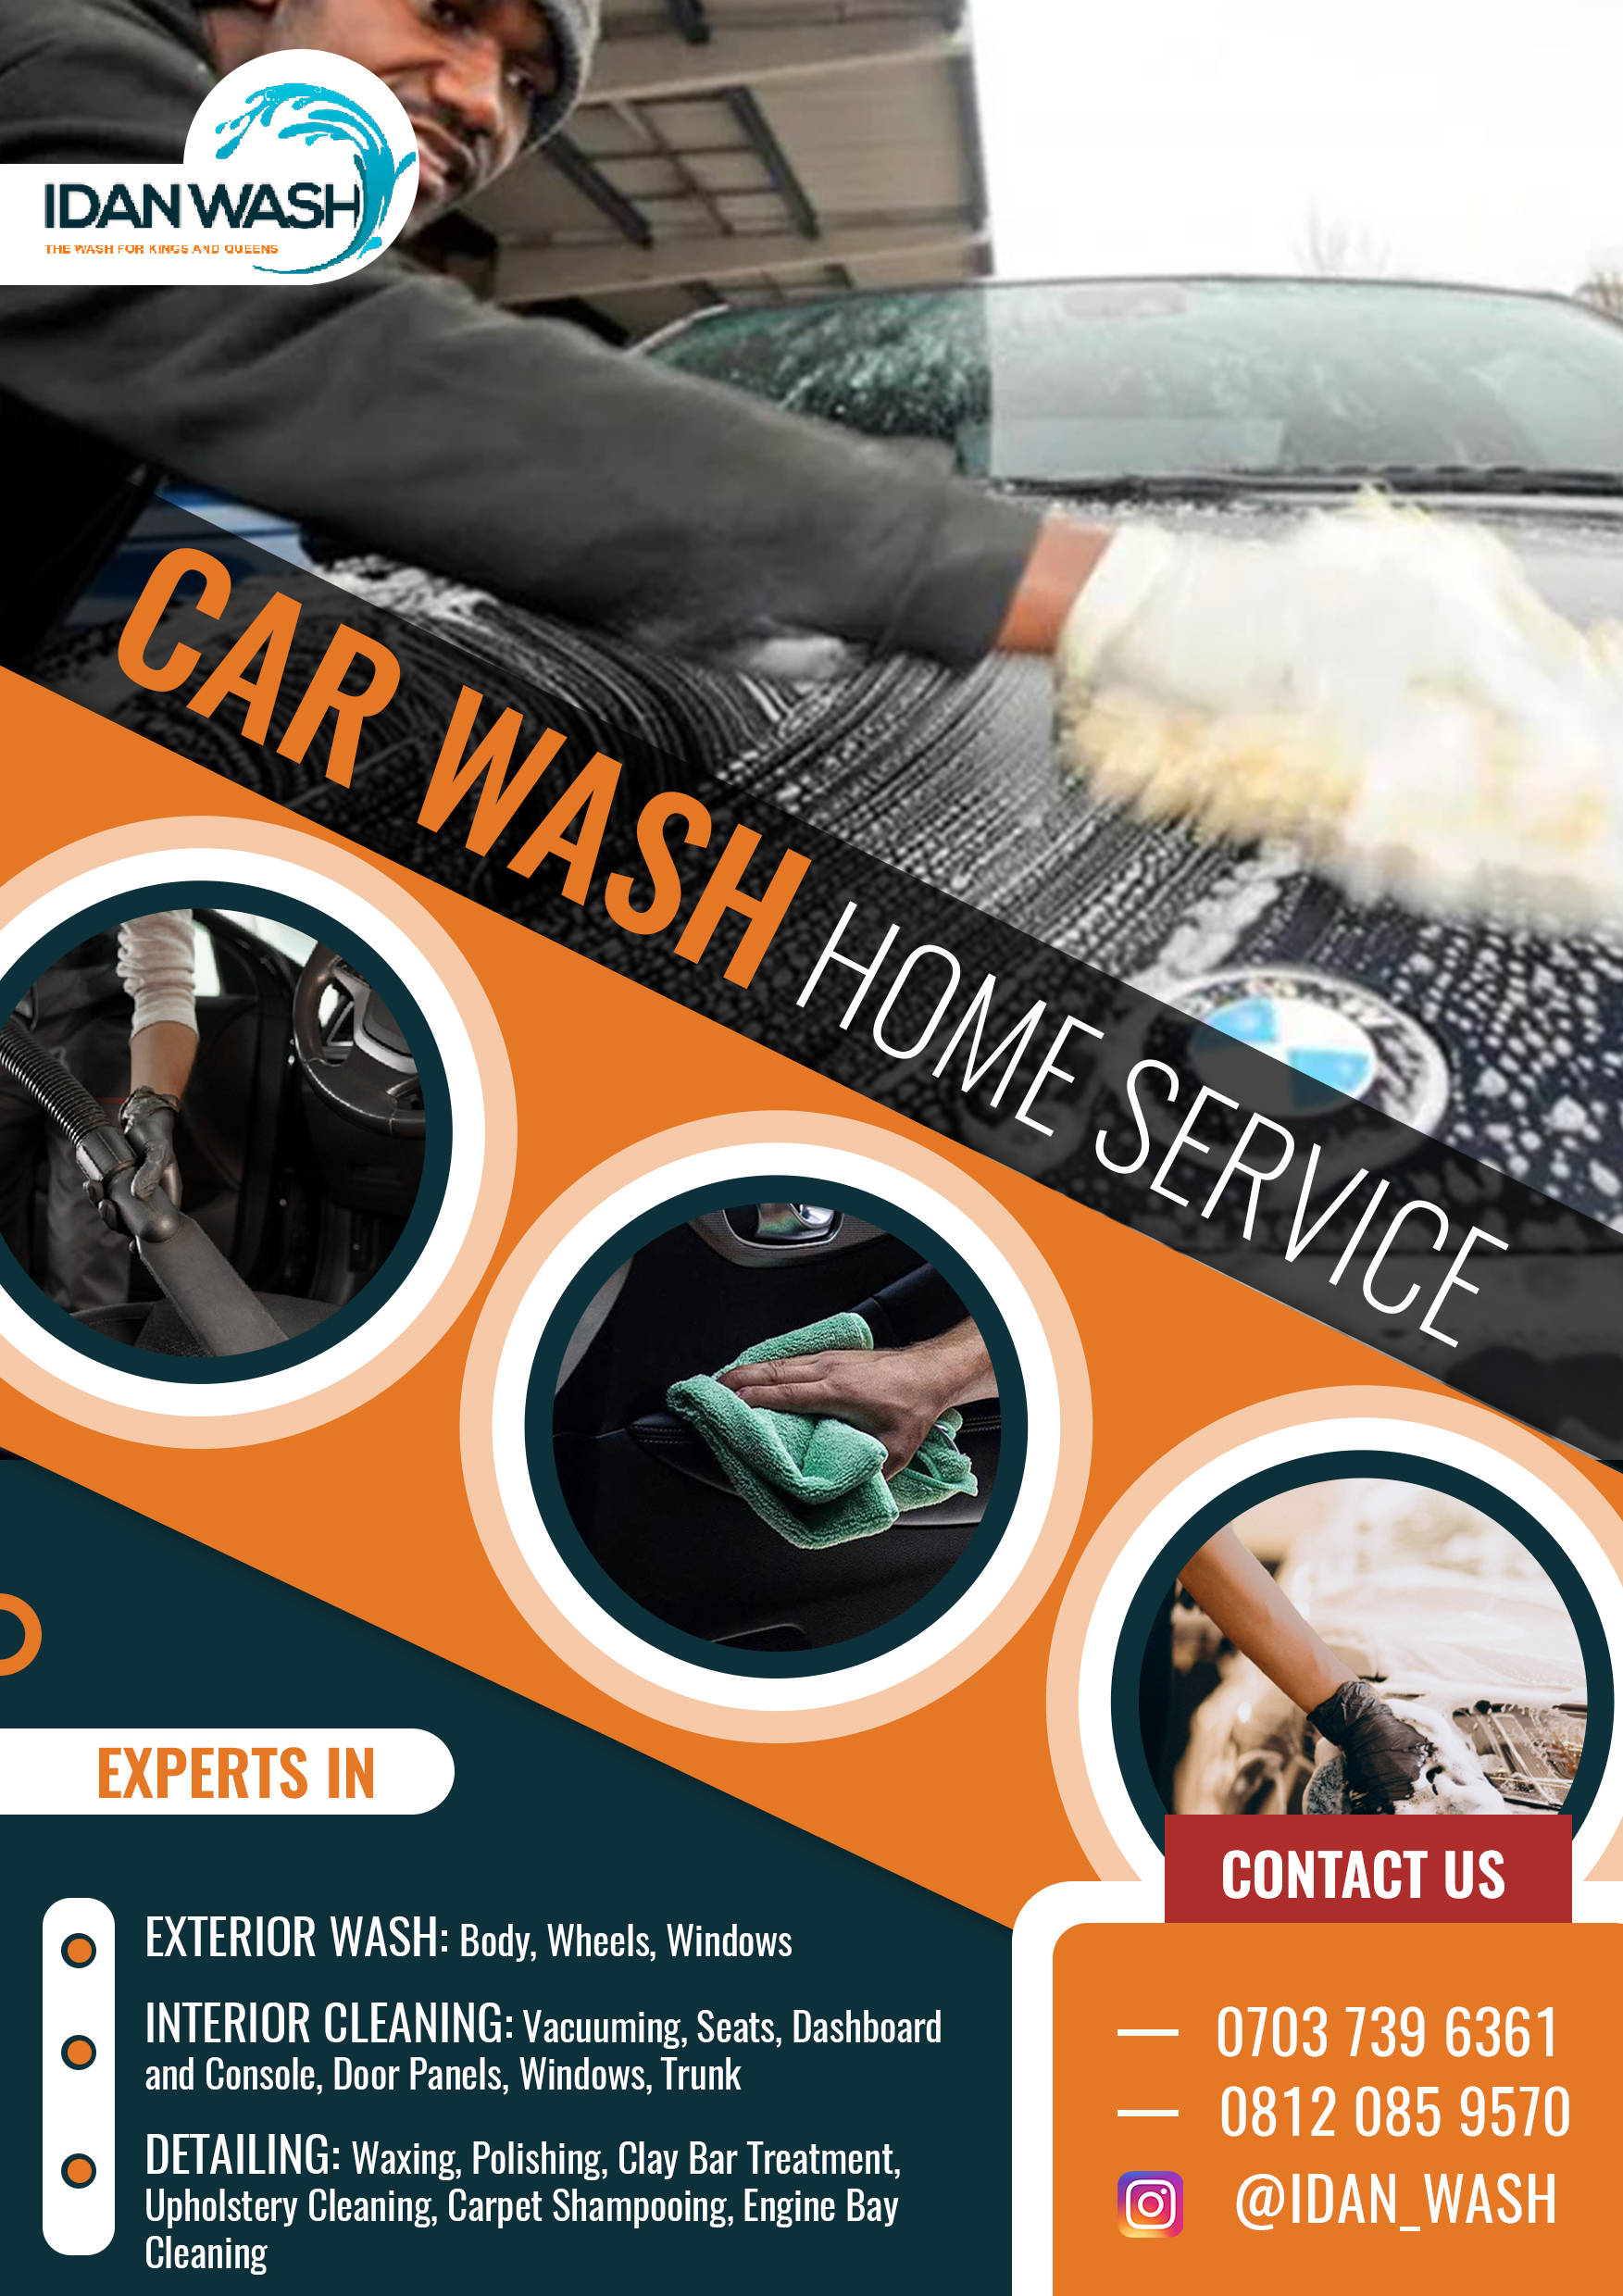 IDAN WASH
THE WASH FOR KINGS AND QUEENS
CAR WASH HOME SERVICE
EXPERTS IN
EXTERIOR WASH: Body, Wheels, Windows
INTERIOR CLEANING: Vacuuming, Seats, Dashboard
and Console, Door Panels, Windows, Trunk
DETAILING: Waxing, Polishing, Clay Bar Treatment,
Upholstery Cleaning, Carpet Shampooing, Engine Bay
Cleaning
CONTACT US
0703 739 6361
0812 085 9570
@IDAN_WASH